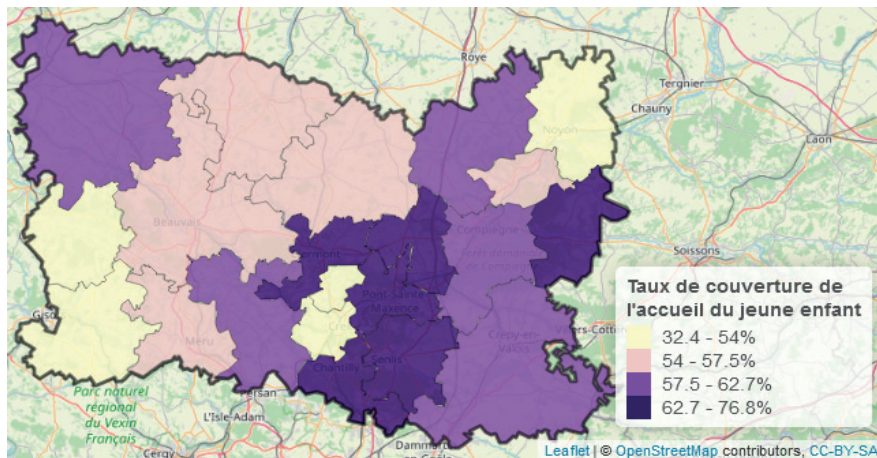 Roye
Tergnier
Chauny
Noyon
Laon
Beauvais
Compiègne
Soissons
Pont-Sainte-
Maxence
Méru
Crépy-en-
Valois
Senlis
Chantilly
Persan
L'Isle-Adam
Parc naturel
régional
du Vexin
Français
Cergy
Taux de couverture de
l'accueil du jeune enfant
32.4 - 54%
54 - 57.5%
57.5 - 62.7%
62.7 - 76.8%
Leaflet | © OpenStreetMap contributors, CC-BY-SA